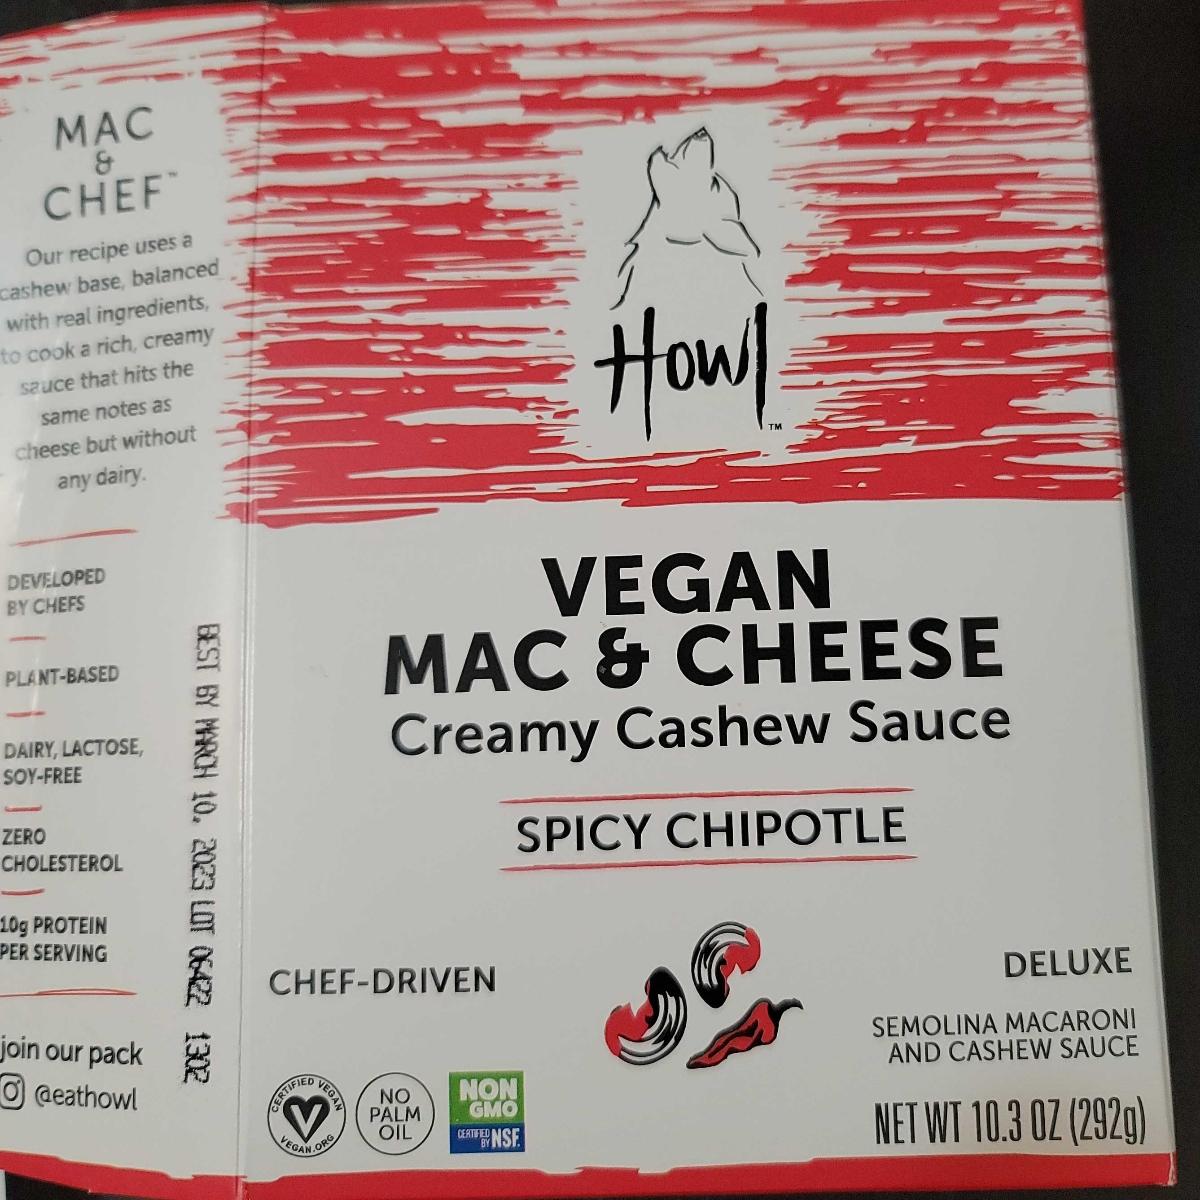 MAC
&
CHEF™
Our recipe uses a
cashew base, balanced
with real ingredients,
to cook a rich, creamy
sauce that hits the
same notes as
cheese but without
any dairy.
DEVELOPED
BY CHEFS
PLANT-BASED
DAIRY, LACTOSE,
SOY-FREE
ZERO
CHOLESTEROL
10g PROTEIN
PER SERVING
join our pack
@eathowl
BEST BY MARCH 10, 2023 LOT 06422 1302
Howl™
VEGAN
MAC & CHEESE
Creamy Cashew Sauce
SPICY CHIPOTLE
CHEF-DRIVEN
DELUXE
SEMOLINA MACARONI
AND CASHEW SAUCE
CERTIFIED VEGAN
VEGAN.ORG
NO
PALM
OIL
NON
GMO
CERTIFIED
BY NSF.
NET WT 10.3 OZ (292g)